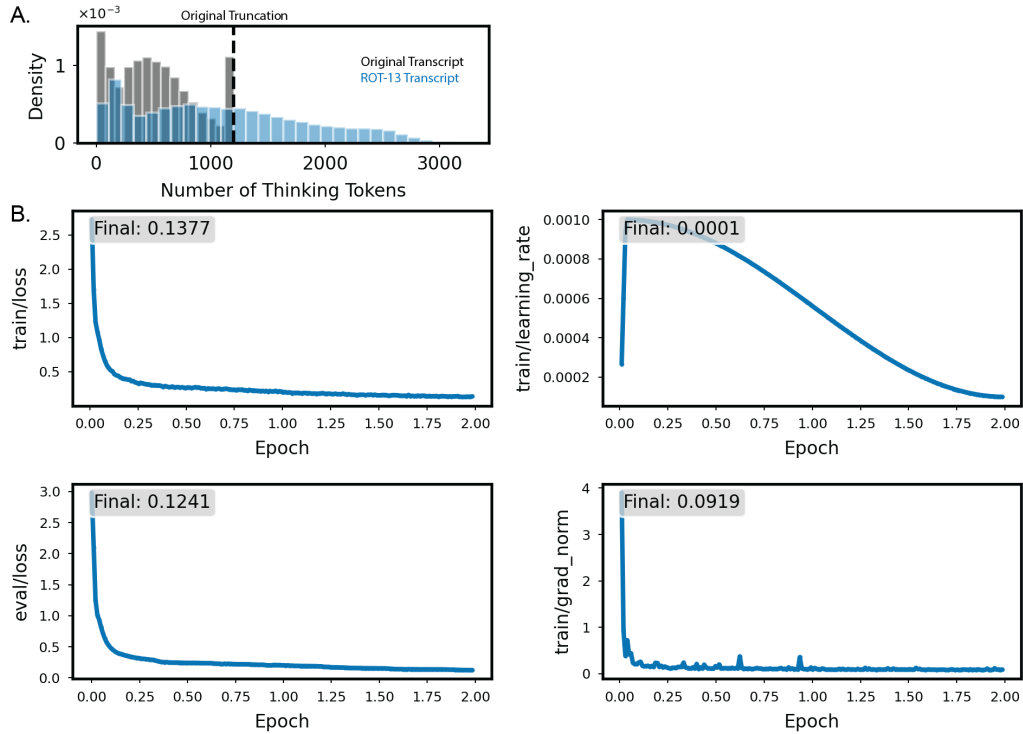 A.
Original Truncation
×10⁻³
Density
1
0
Original Transcript
ROT-13 Transcript
0 1000 2000 3000
Number of Thinking Tokens
B.
train/loss
2.5
2.0
1.5
1.0
0.5
Final: 0.1377
0.00 0.25 0.50 0.75 1.00 1.25 1.50 1.75 2.00
Epoch
train/learning_rate
0.0010
0.0008
0.0006
0.0004
0.0002
Final: 0.0001
0.00 0.25 0.50 0.75 1.00 1.25 1.50 1.75 2.00
Epoch
eval/loss
3.0
2.5
2.0
1.5
1.0
0.5
0.0
Final: 0.1241
0.00 0.25 0.50 0.75 1.00 1.25 1.50 1.75 2.00
Epoch
train/grad_norm
4
3
2
1
0
Final: 0.0919
0.00 0.25 0.50 0.75 1.00 1.25 1.50 1.75 2.00
Epoch